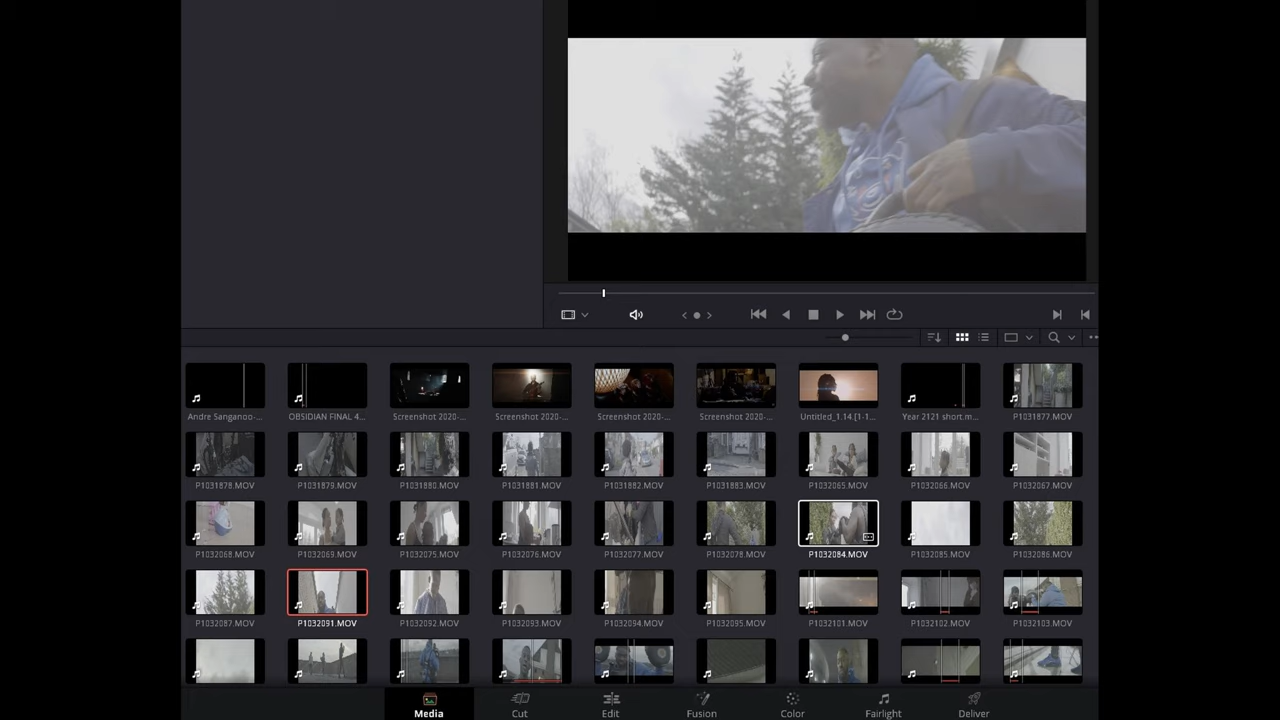 Andre Sanganoo-...
OBSIDIAN FINAL 4...
Screenshot 2020-...
Screenshot 2020-...
Screenshot 2020-...
Screenshot 2020-...
Untitled_1.14.[1-1...
Year 2121 short.m...
P1031877.MOV
P1031878.MOV
P1031879.MOV
P1031880.MOV
P1031881.MOV
P1031882.MOV
P1031883.MOV
P1032065.MOV
P1032066.MOV
P1032067.MOV
P1032068.MOV
P1032069.MOV
P1032075.MOV
P1032076.MOV
P1032077.MOV
P1032078.MOV
P1032084.MOV
P1032085.MOV
P1032086.MOV
P1032087.MOV
P1032091.MOV
P1032092.MOV
P1032093.MOV
P1032094.MOV
P1032095.MOV
P1032101.MOV
P1032102.MOV
P1032103.MOV
Media
Cut
Edit
Fusion
Color
Fairlight
Deliver